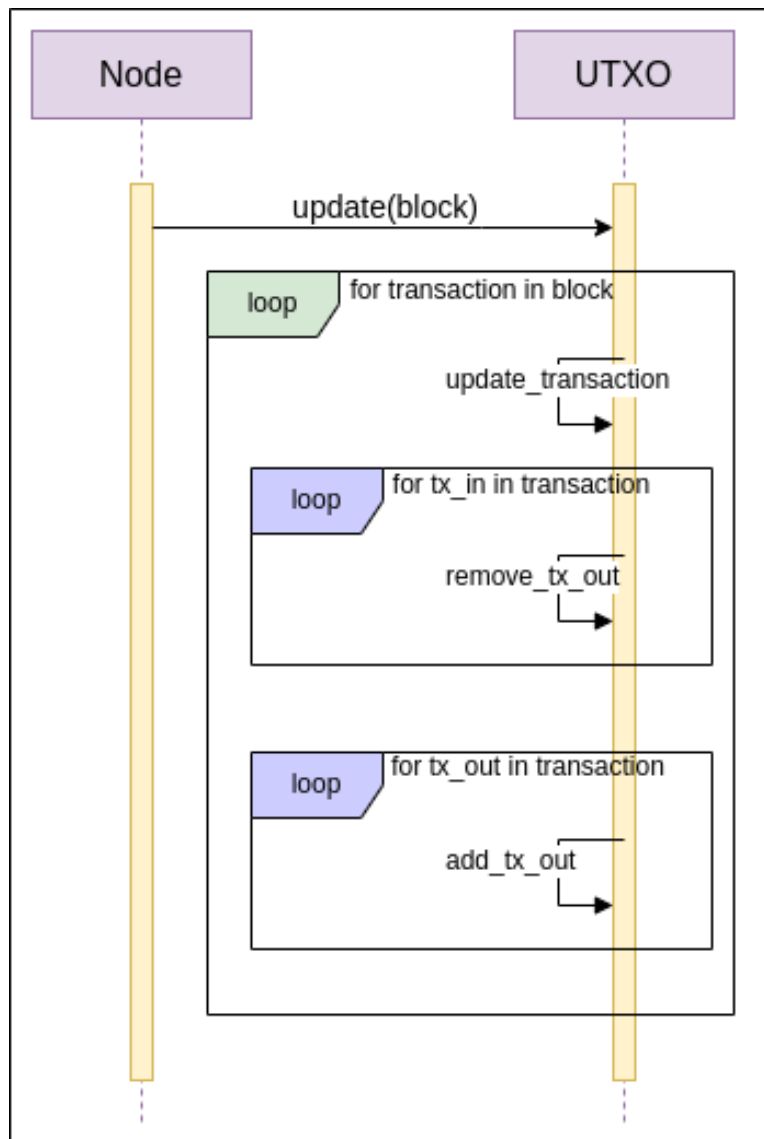 Node
UTXO
update(block)
loop
for transaction in block
update_transaction
loop
for tx_in in transaction
remove_tx_out
loop
for tx_out in transaction
add_tx_out